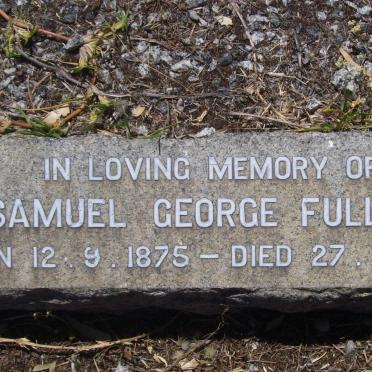 IN LOVING MEMORY OF
SAMUEL GEORGE FULL
N 12.9.1875 – DIED 27.